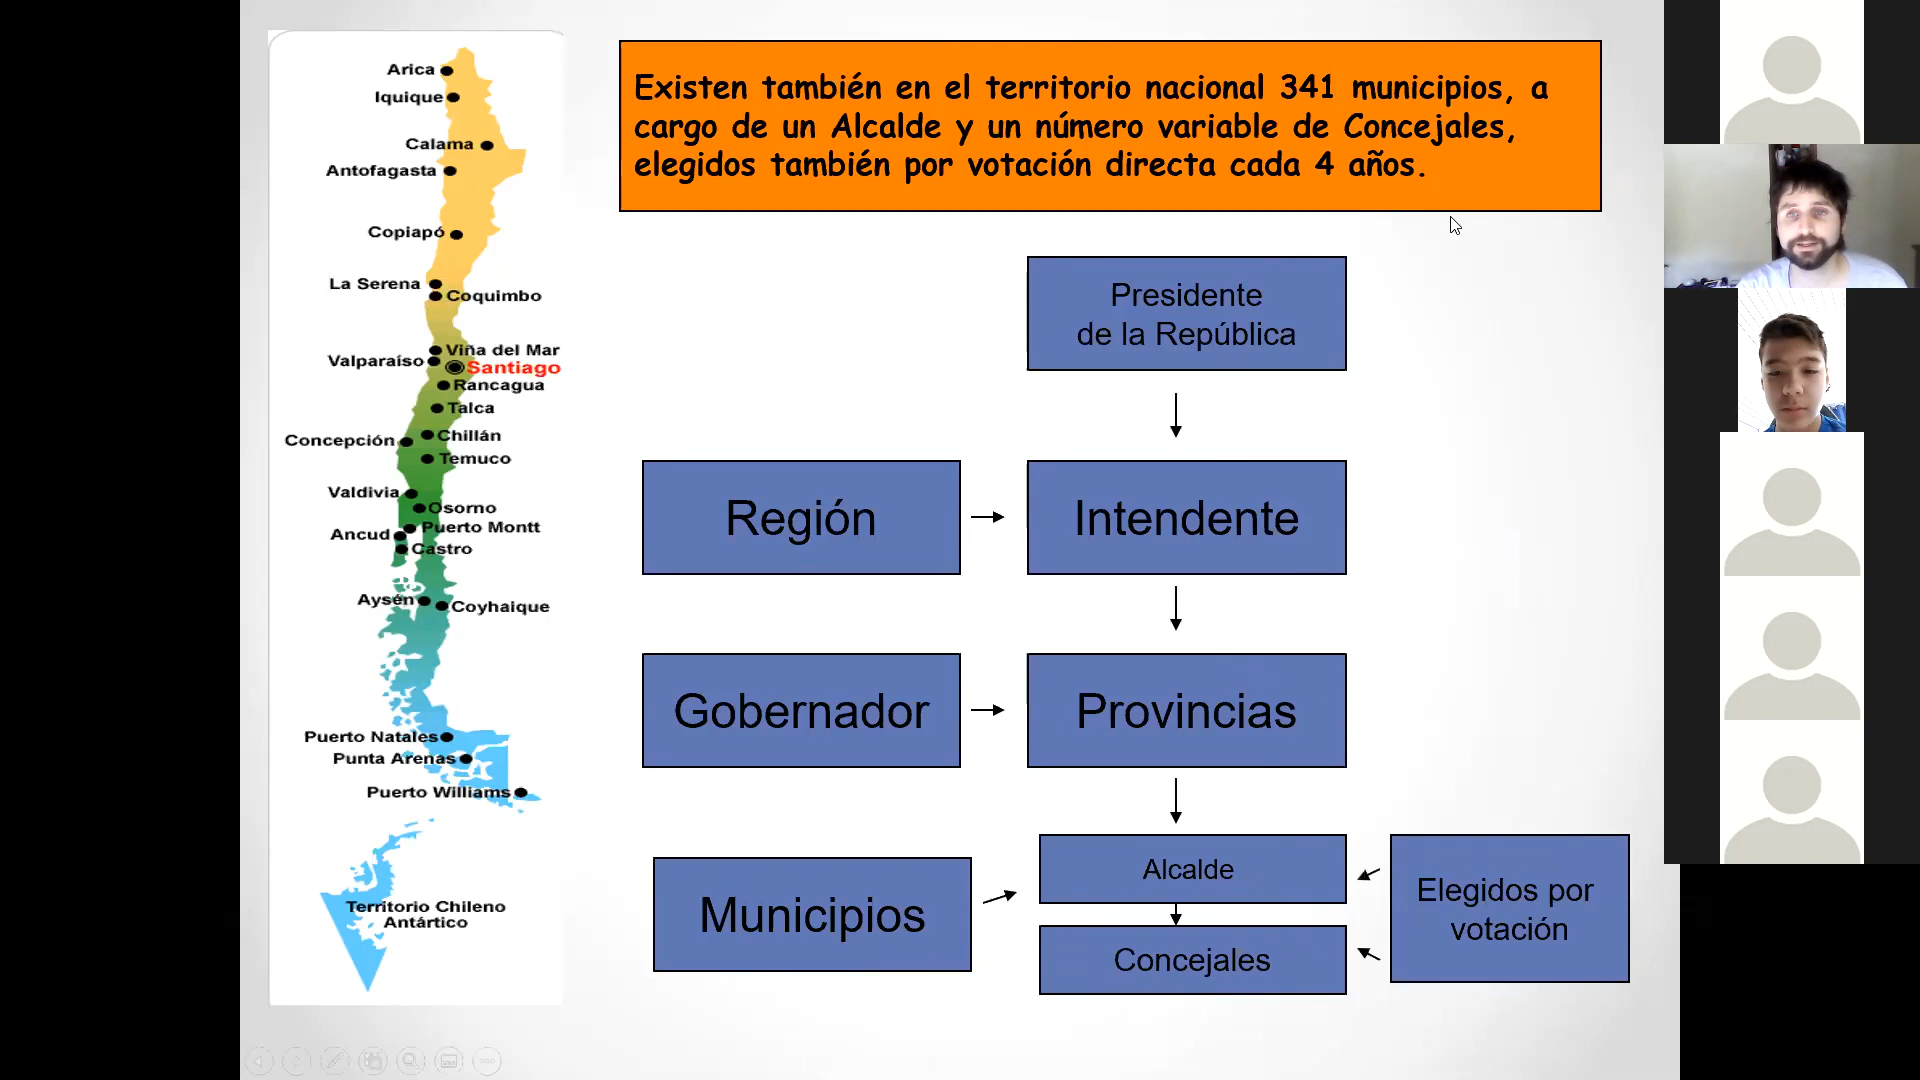 Arica
Iquique
Calama
Antofagasta
Copiapó
La Serena
Coquimbo
Viña del Mar
Valparaíso
Santiago
Rancagua
Talca
Chillán
Concepción
Temuco
Valdivia
Osorno
Puerto Montt
Ancud
Castro
Aysén
Coyhaique
Puerto Natales
Punta Arenas
Puerto Williams
Territorio Chileno
Antártico
Existen también en el territorio nacional 341 municipios, a
cargo de un Alcalde y un número variable de Concejales,
elegidos también por votación directa cada 4 años.
Presidente
de la República
Región
Intendente
Gobernador
Provincias
Municipios
Alcalde
Concejales
Elegidos por
votación